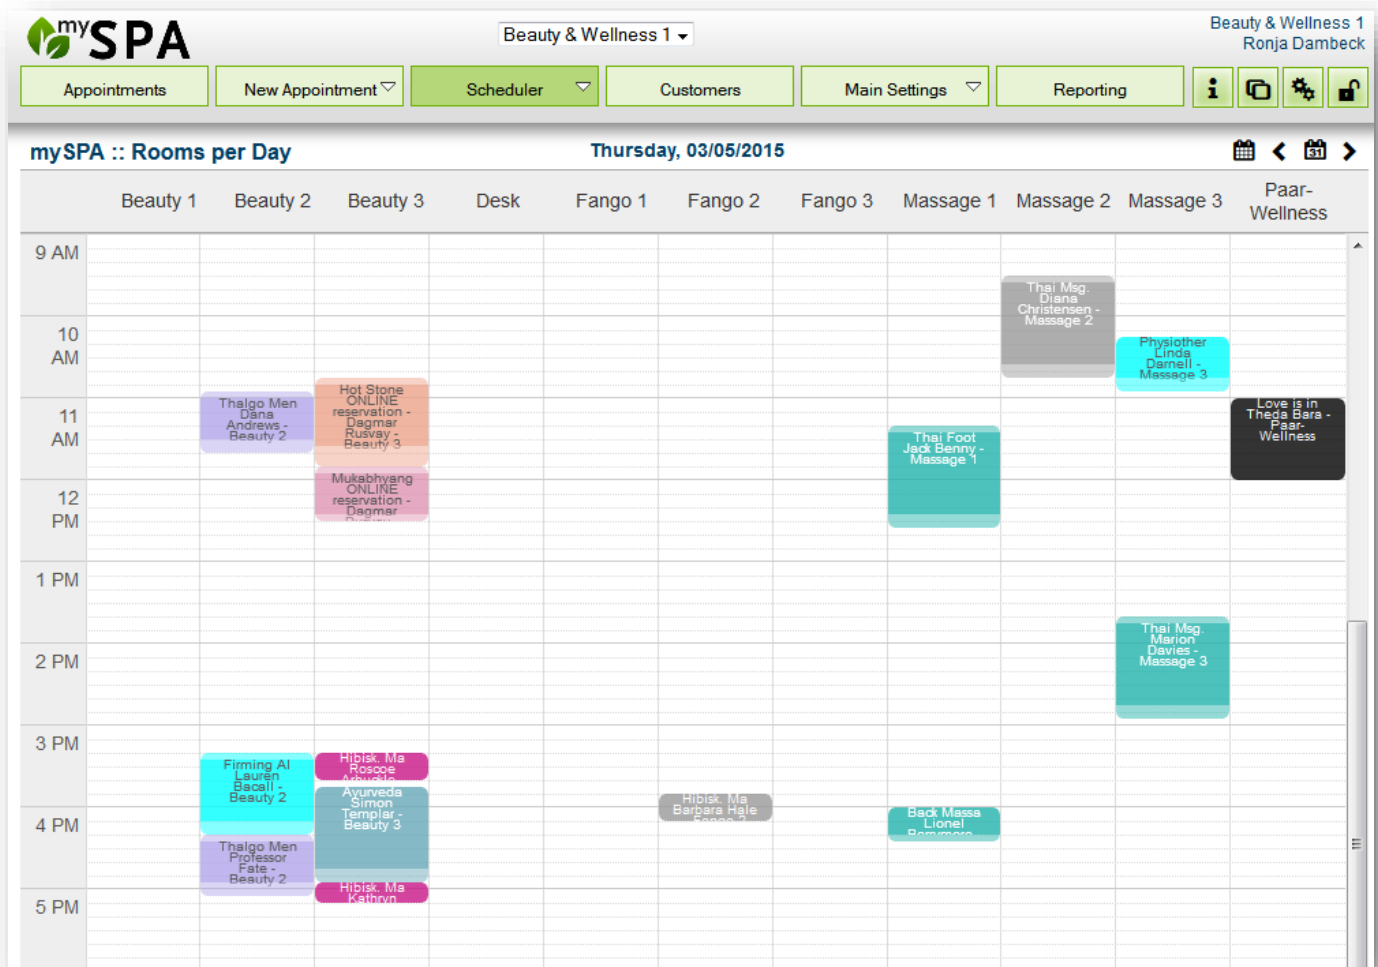 mySPA
Beauty & Wellness 1
Beauty & Wellness 1
Ronja Dambeck
Appointments
New Appointment
Scheduler
Customers
Main Settings
Reporting
i
31
mySPA :: Rooms per Day
Thursday, 03/05/2015
Beauty 1
Beauty 2
Beauty 3
Desk
Fango 1
Fango 2
Fango 3
Massage 1
Massage 2
Massage 3
Paar-
Wellness
9 AM
Thai Msg.
Diana
Christensen -
Massage 2
10
AM
Physiother
Linda
Darnell -
Massage 3
Hot Stone
ONLINE
reservation -
Dagmar
Rusvay -
Beauty 3
Thalgo Men
Dana
Andrews -
Beauty 2
11
AM
Love is in
Theda Bara -
Paar-
Wellness
Thai Foot
Jack Benny -
Massage 1
Mukabhyang
ONLINE
reservation -
Dagmar
12
PM
1 PM
Thai Msg.
Marion
Davies -
Massage 3
2 PM
3 PM
Firming Al
Lauren
Bacall -
Beauty 2
Hibisk. Ma
Roscoe
Arbuckle
Ayurveda
Simon
Templar -
Beauty 3
Hibisk. Ma
Barbara Hale
Fango 2
Back Massa
Lionel
Barrymore
4 PM
Thalgo Men
Professor
Fate -
Beauty 2
Hibisk. Ma
Kathryn
5 PM